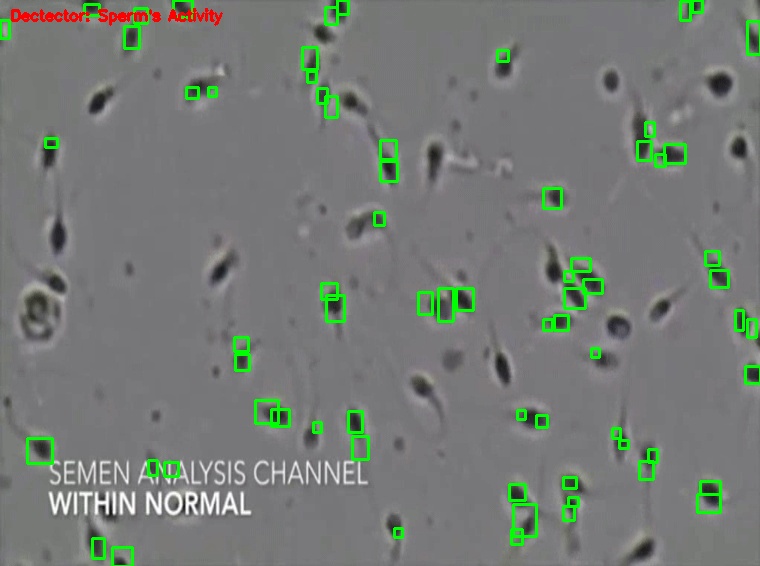 Dectector: Sperm's Activity
SEMEN ANALYSIS CHANNEL
WITHIN NORMAL